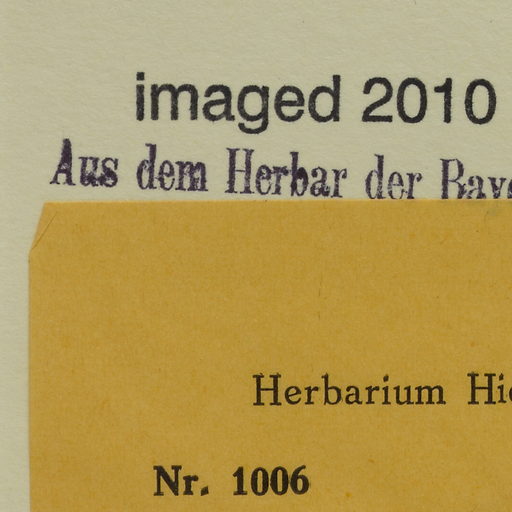 imaged 2010
Aus dem Herbar der
Herbarium
Nr. 1006